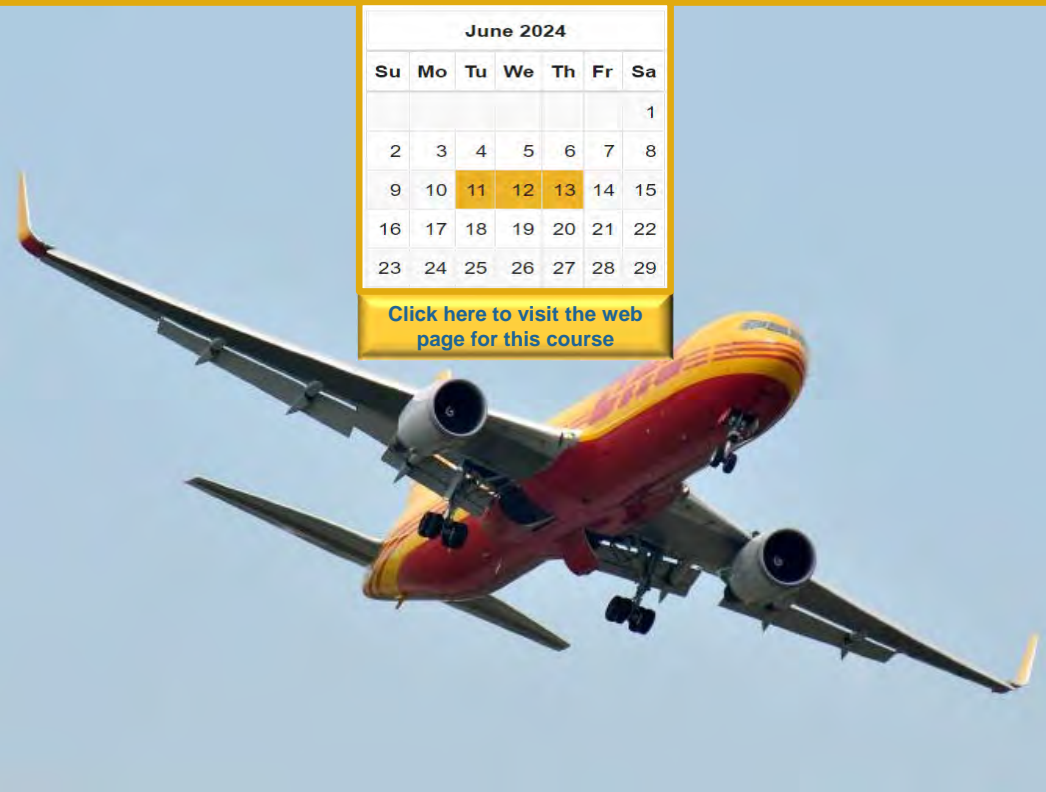 June 2024
Su Mo Tu We Th Fr Sa
1
2 3 4 5 6 7 8
9 10 11 12 13 14 15
16 17 18 19 20 21 22
23 24 25 26 27 28 29
Click here to visit the web
page for this course
DHL